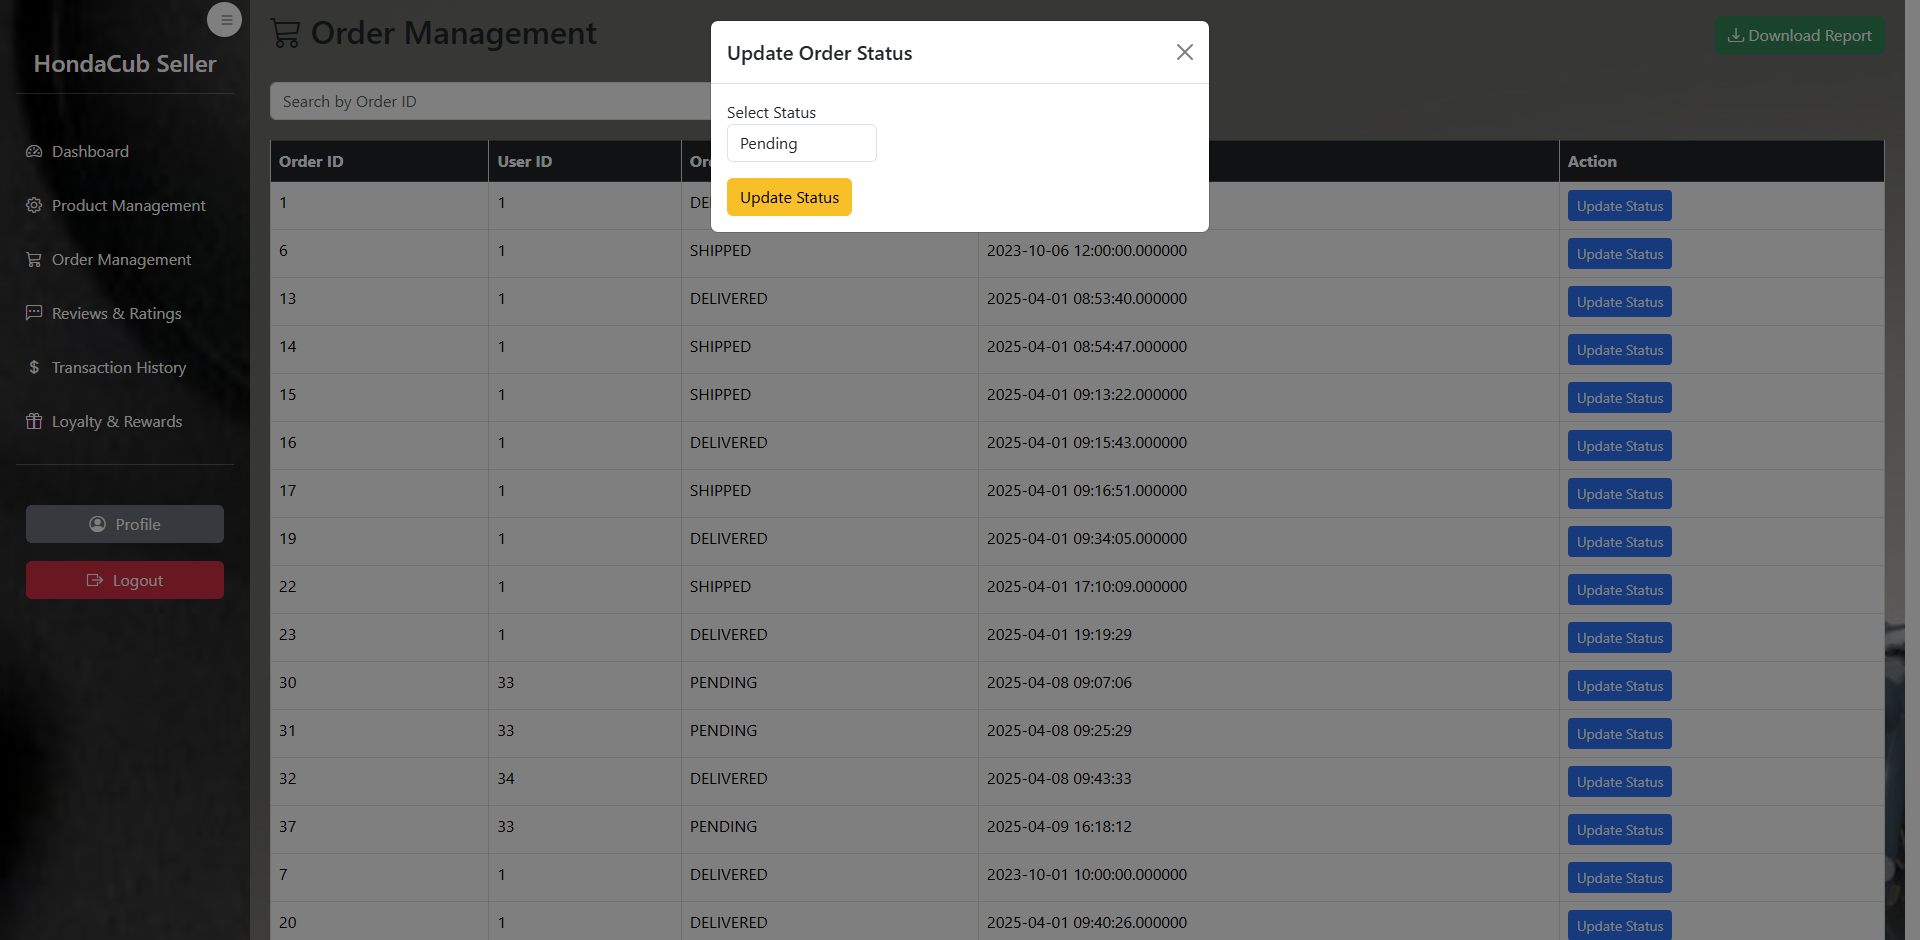 HondaCub Seller
Dashboard
Product Management
Order Management
Reviews & Ratings
Transaction History
Loyalty & Rewards
Profile
Logout
Order Management
Download Report
Search by Order ID
Update Order Status
Select Status
Pending
Update Status
Order ID User ID Or Action
1 1 DE Update Status
6 1 SHIPPED 2023-10-06 12:00:00.000000 Update Status
13 1 DELIVERED 2025-04-01 08:53:40.000000 Update Status
14 1 SHIPPED 2025-04-01 08:54:47.000000 Update Status
15 1 SHIPPED 2025-04-01 09:13:22.000000 Update Status
16 1 DELIVERED 2025-04-01 09:15:43.000000 Update Status
17 1 SHIPPED 2025-04-01 09:16:51.000000 Update Status
19 1 DELIVERED 2025-04-01 09:34:05.000000 Update Status
22 1 SHIPPED 2025-04-01 17:10:09.000000 Update Status
23 1 DELIVERED 2025-04-01 19:19:29 Update Status
30 33 PENDING 2025-04-08 09:07:06 Update Status
31 33 PENDING 2025-04-08 09:25:29 Update Status
32 34 DELIVERED 2025-04-08 09:43:33 Update Status
37 33 PENDING 2025-04-09 16:18:12 Update Status
7 1 DELIVERED 2023-10-01 10:00:00.000000 Update Status
20 1 DELIVERED 2025-04-01 09:40:26.000000 Update Status